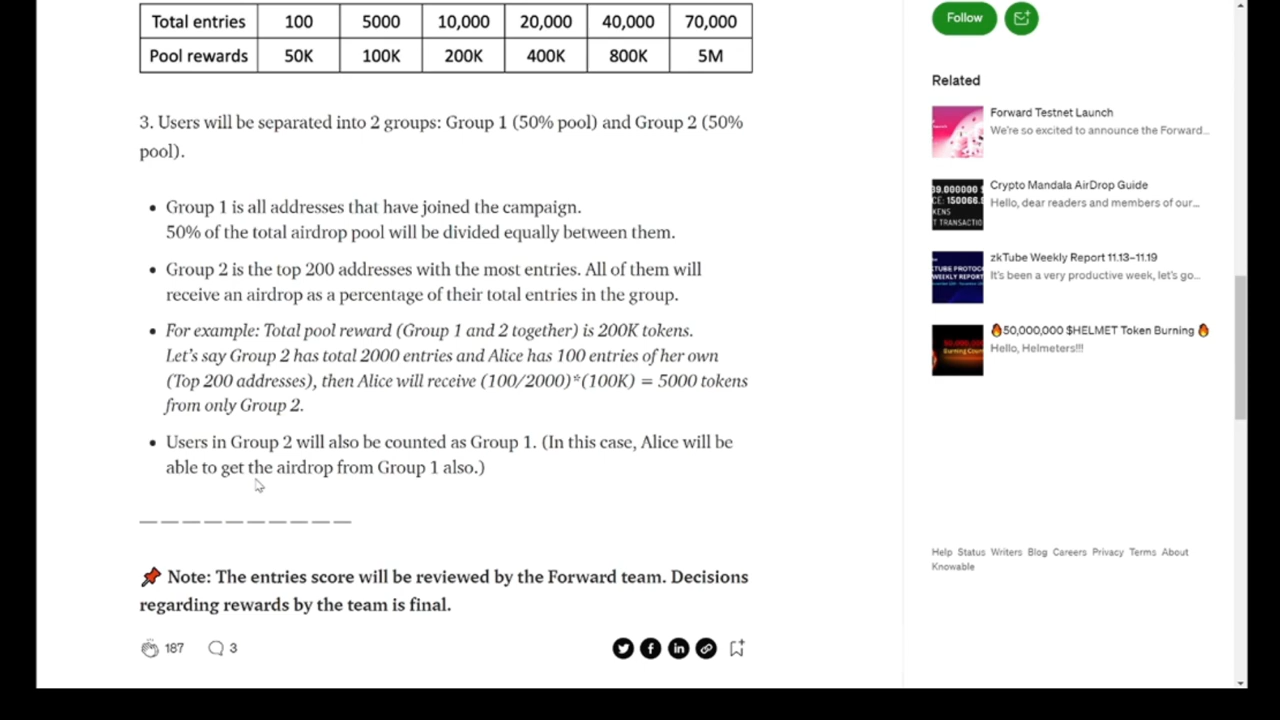 Total entries 100 5000 10,000 20,000 40,000 70,000
Pool rewards 50K 100K 200K 400K 800K 5M
3. Users will be separated into 2 groups: Group 1 (50% pool) and Group 2 (50%
pool).
• Group 1 is all addresses that have joined the campaign.
50% of the total airdrop pool will be divided equally between them.
• Group 2 is the top 200 addresses with the most entries. All of them will
receive an airdrop as a percentage of their total entries in the group.
• For example: Total pool reward (Group 1 and 2 together) is 200K tokens.
Let's say Group 2 has total 2000 entries and Alice has 100 entries of her own
(Top 200 addresses), then Alice will receive (100/2000)*(100K) = 5000 tokens
from only Group 2.
• Users in Group 2 will also be counted as Group 1. (In this case, Alice will be
able to get the airdrop from Group 1 also.)
— — — — — — — — — —
📌 Note: The entries score will be reviewed by the Forward team. Decisions
regarding rewards by the team is final.
187 3
Follow
Related
Forward Testnet Launch
We're so excited to announce the Forward...
Crypto Mandala AirDrop Guide
Hello, dear readers and members of our...
zkTube Weekly Report 11.13–11.19
It's been a very productive week, let's go...
🔥50,000,000 $HELMET Token Burning 🔥
Hello, Helmeters!!!
Help Status Writers Blog Careers Privacy Terms About
Knowable